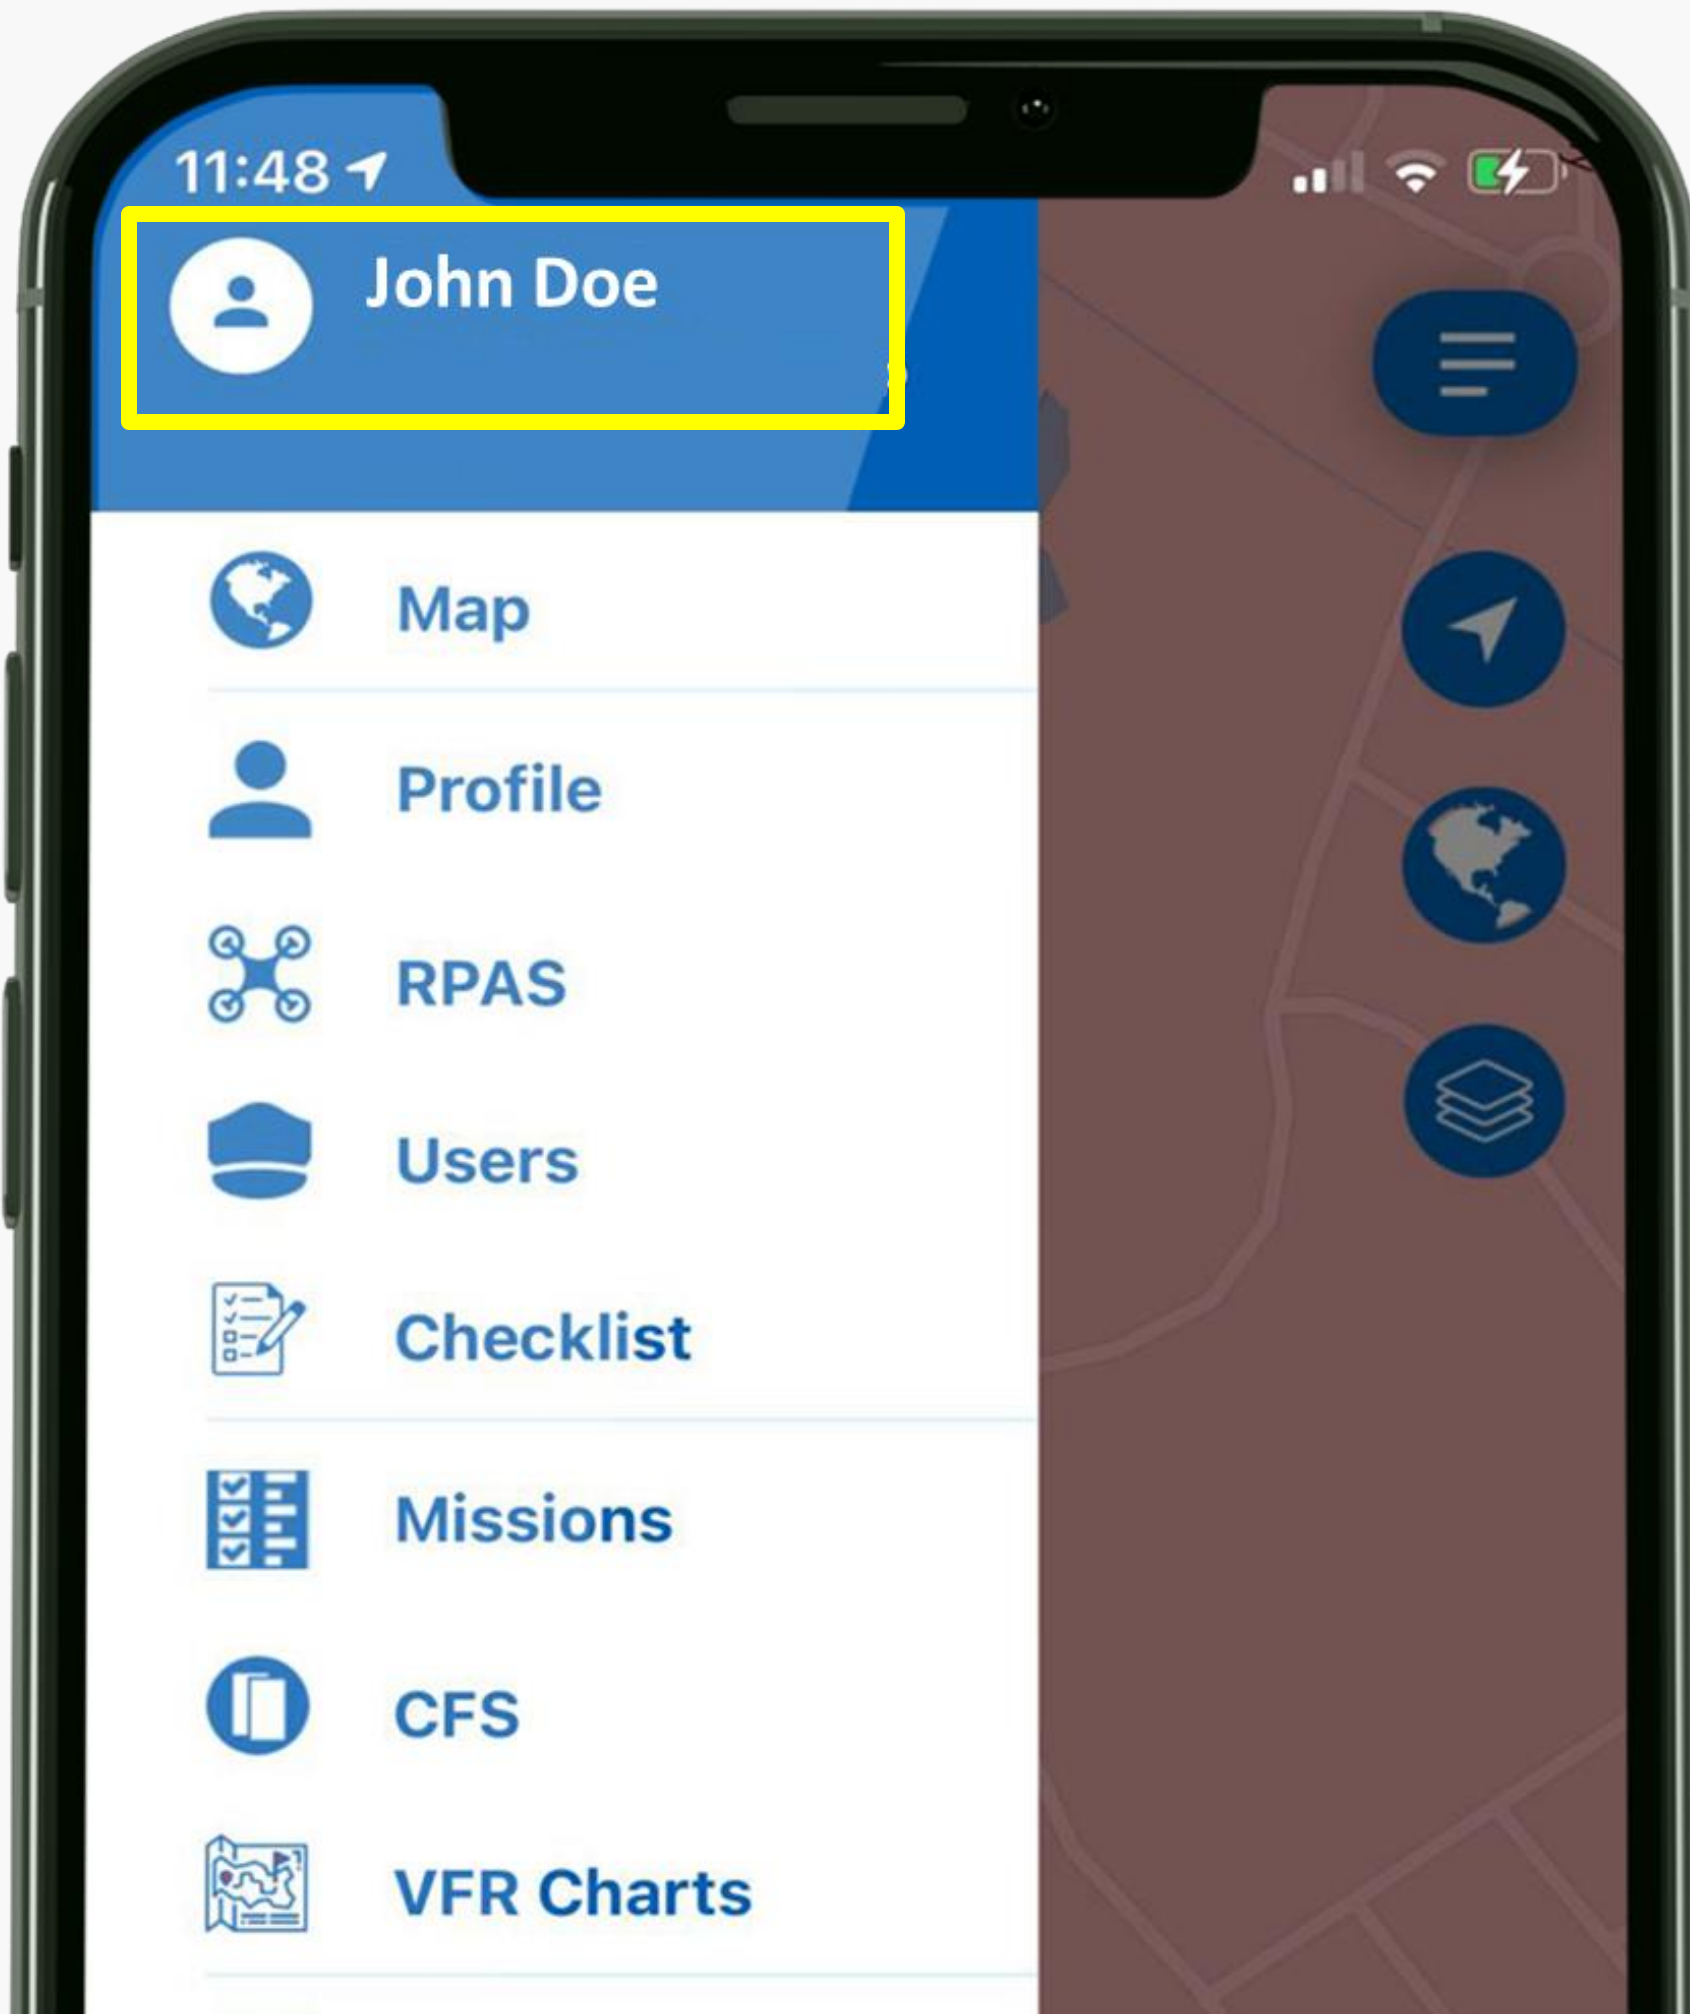 11:48
John Doe
Map
Profile
RPAS
Users
Checklist
Missions
CFS
VFR Charts